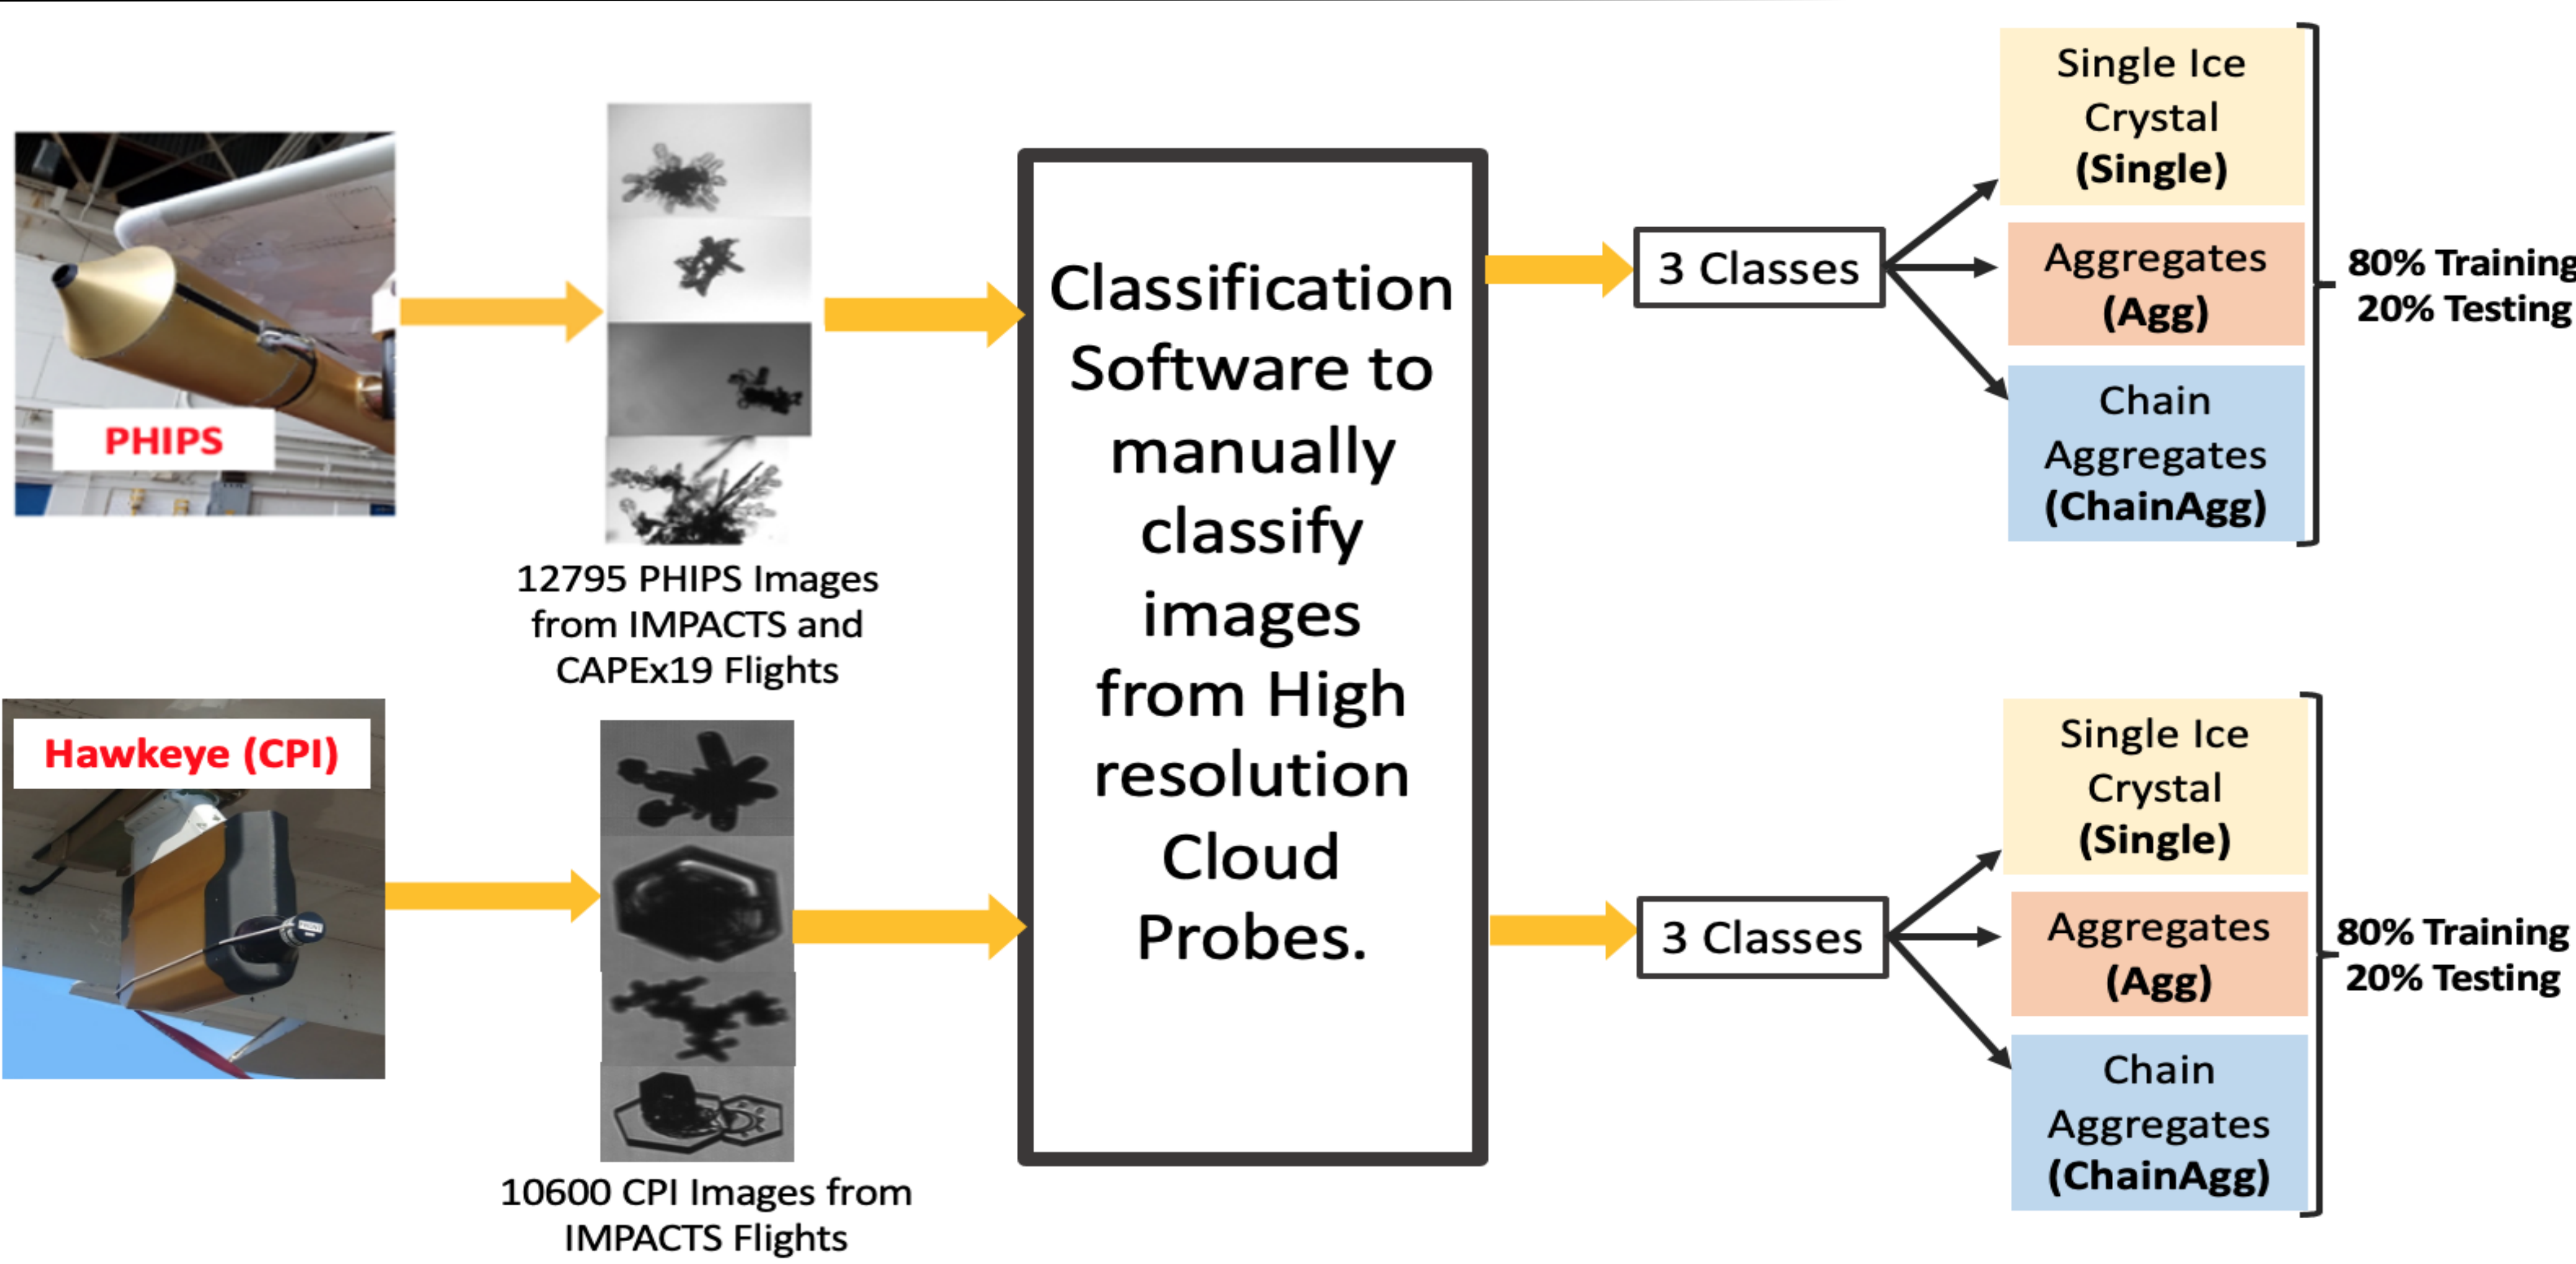 PHIPS
12795 PHIPS Images
from IMPACTS and
CAPEx19 Flights
Hawkeye (CPI)
10600 CPI Images from
IMPACTS Flights
Classification
Software to
manually
classify
images
from High
resolution
Cloud
Probes.
3 Classes
Single Ice
Crystal
(Single)
Aggregates
(Agg)
Chain
Aggregates
(ChainAgg)
80% Training
20% Testing
3 Classes
Single Ice
Crystal
(Single)
Aggregates
(Agg)
Chain
Aggregates
(ChainAgg)
80% Training
20% Testing